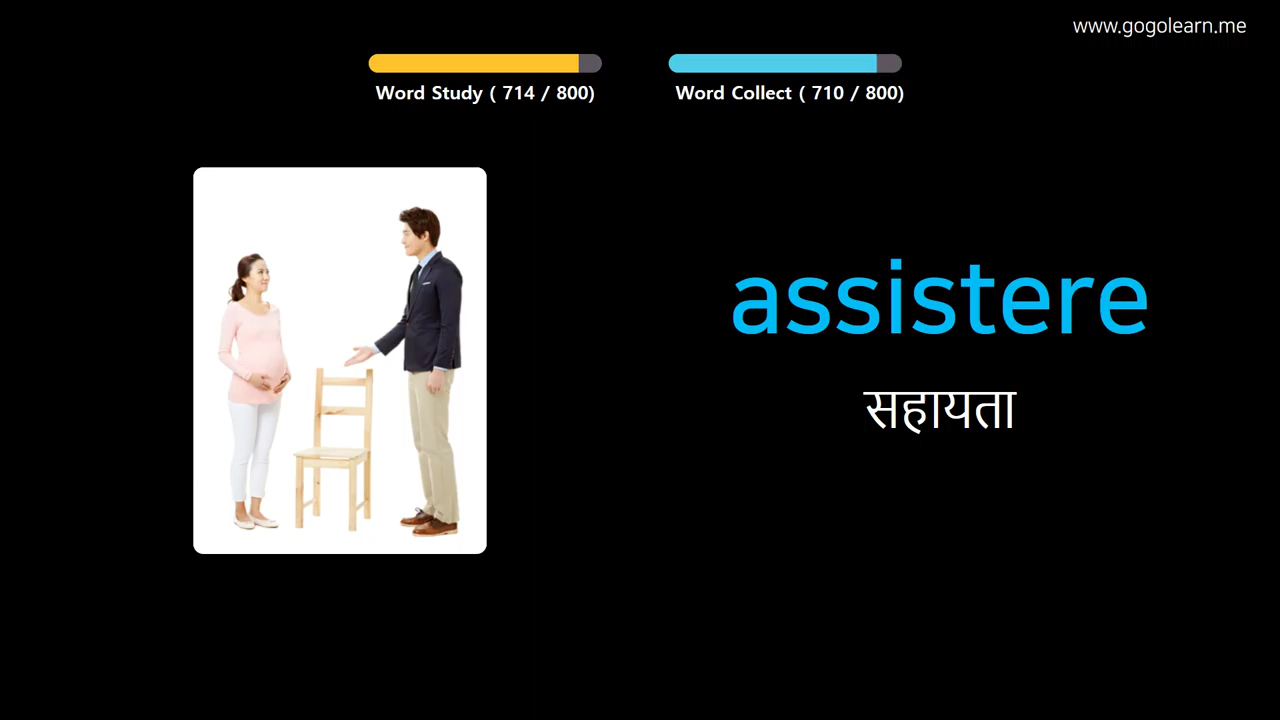 www.gogolearn.me
Word Study ( 714 / 800)
Word Collect ( 710 / 800)
assistere
सहायता